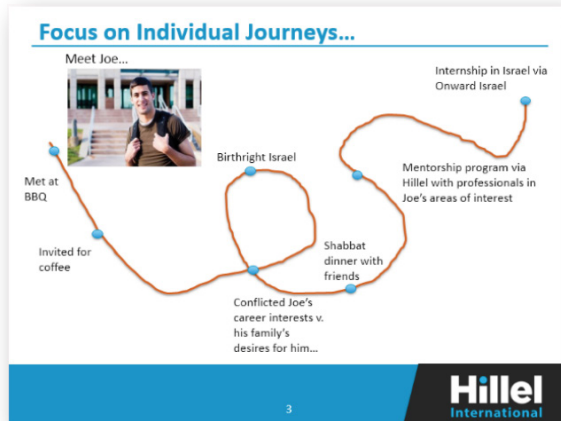 Focus on Individual Journeys…
Meet Joe…
Met at
BBQ
Invited for
coffee
Birthright Israel
Conflicted Joe’s
career interests v.
his family’s
desires for him…
Shabbat
dinner with
friends
Mentorship program via
Hillel with professionals in
Joe’s areas of interest
Internship in Israel via
Onward Israel
3
Hillel
International